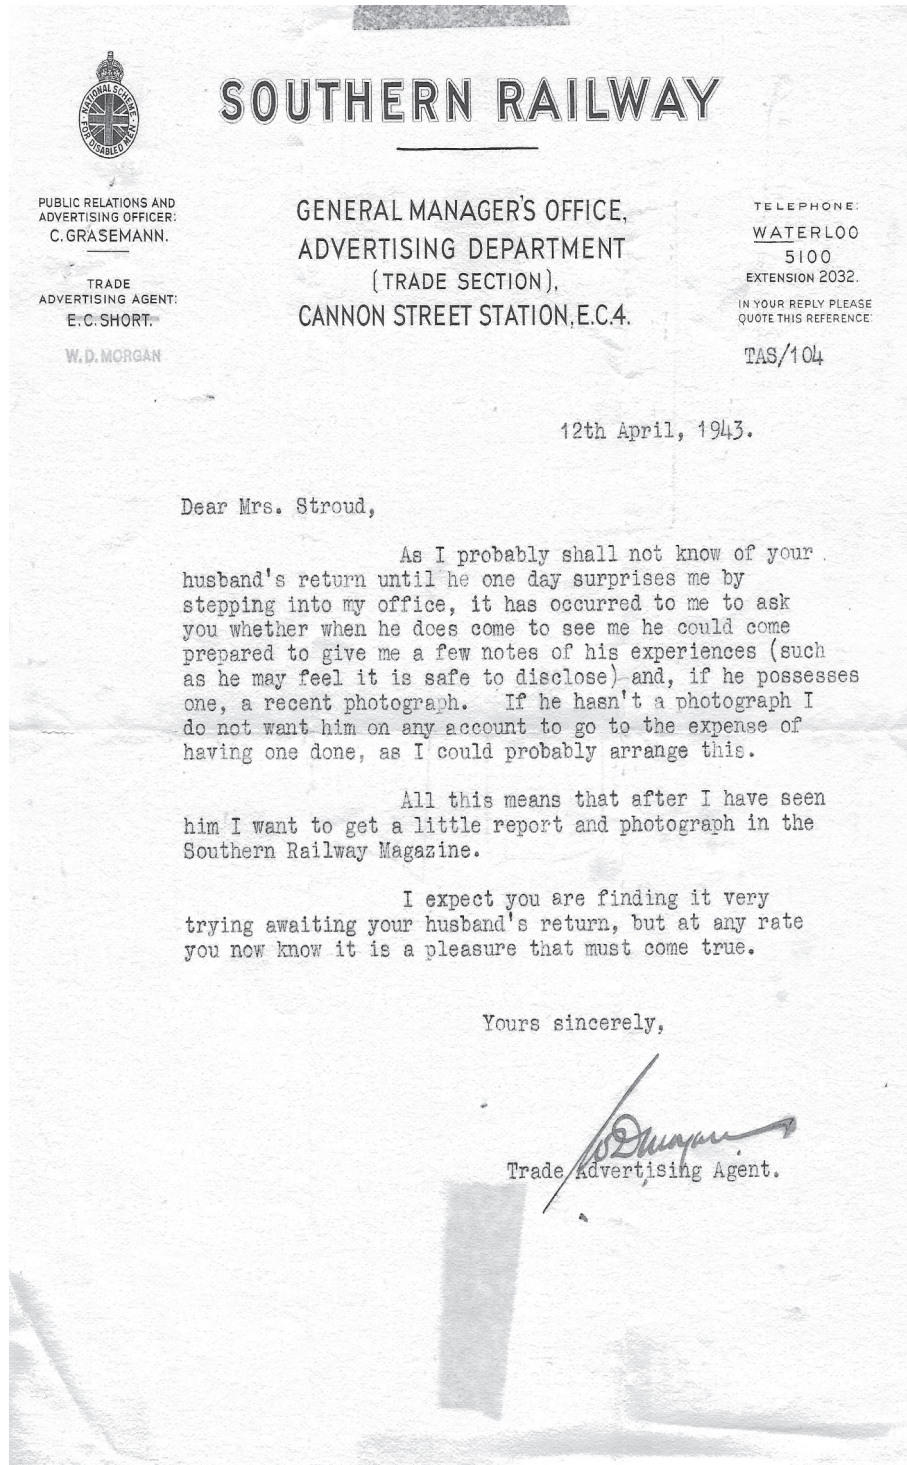 NATIONAL SCHEME
FOR DISABLED MEN
SOUTHERN RAILWAY
PUBLIC RELATIONS AND
ADVERTISING OFFICER:
C. GRASEMANN.
TRADE
ADVERTISING AGENT:
E. C. SHORT.
W. D. MORGAN
GENERAL MANAGER'S OFFICE,
ADVERTISING DEPARTMENT
(TRADE SECTION),
CANNON STREET STATION, E.C.4.
TELEPHONE:
WATERLOO
5100
EXTENSION 2032.
IN YOUR REPLY PLEASE
QUOTE THIS REFERENCE:
TAS/104
12th April, 1943.
Dear Mrs. Stroud,
As I probably shall not know of your
husband's return until he one day surprises me by
stepping into my office, it has occurred to me to ask
you whether when he does come to see me he could come
prepared to give me a few notes of his experiences (such
as he may feel it is safe to disclose) and, if he possesses
one, a recent photograph. If he hasn't a photograph I
do not want him on any account to go to the expense of
having one done, as I could probably arrange this.
All this means that after I have seen
him I want to get a little report and photograph in the
Southern Railway Magazine.
I expect you are finding it very
trying awaiting your husband's return, but at any rate
you now know it is a pleasure that must come true.
Yours sincerely,
WDMorgan
Trade Advertising Agent.